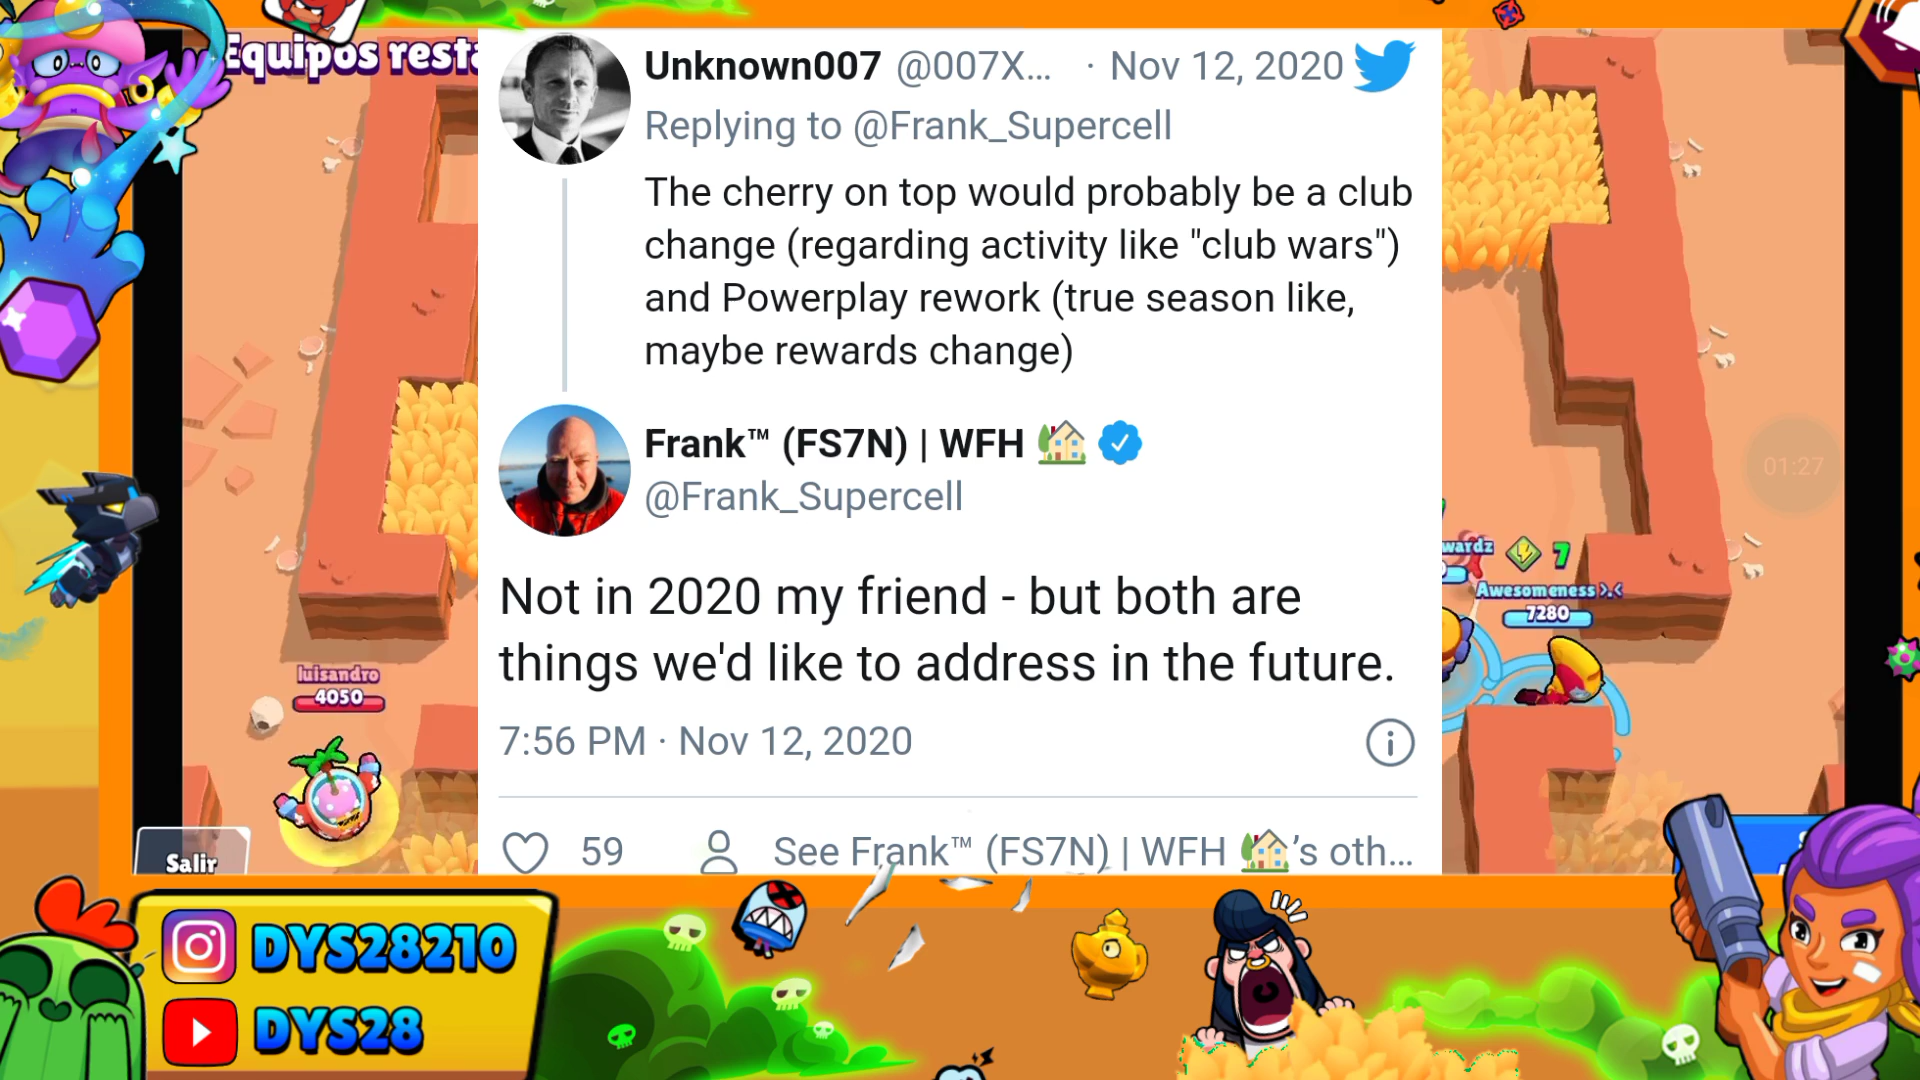 Equipos resta
Unknown007 @007X... · Nov 12, 2020
Replying to @Frank_Supercell
The cherry on top would probably be a club
change (regarding activity like "club wars")
and Powerplay rework (true season like,
maybe rewards change)
Frank™ (FS7N) | WFH 🏡
@Frank_Supercell
Not in 2020 my friend - but both are
things we'd like to address in the future.
7:56 PM · Nov 12, 2020
59 See Frank™ (FS7N) | WFH 🏡's oth...
01:27
wardz 7
Awesomeness >.<
7280
luisandro
4050
Salir
DYS28210
DYS28